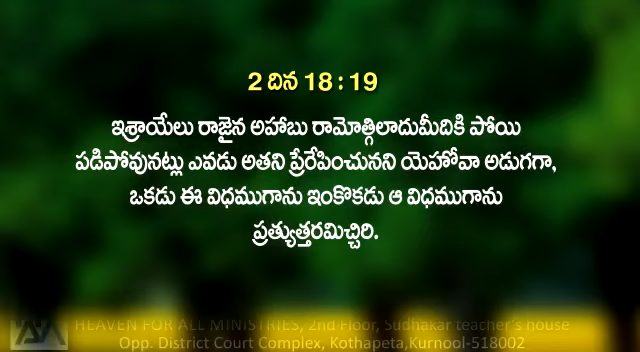 2 దిన 18 : 19
ఇశ్రాయేలు రాజైన అహాబు రామోత్గిలాదుమీదికి పోయి
పడిపోవునట్లు ఎవడు అతని ప్రేరేపించునని యెహోవా అడుగగా,
ఒకడు ఈ విధముగాను ఇంకొకడు ఆ విధముగాను
ప్రత్యుత్తరమిచ్చిరి.
HEAVEN FOR ALL MINISTRIES, 2nd Floor, Sudhakar teacher's house
Opp. District Court Complex, Kothapeta,Kurnool-518002